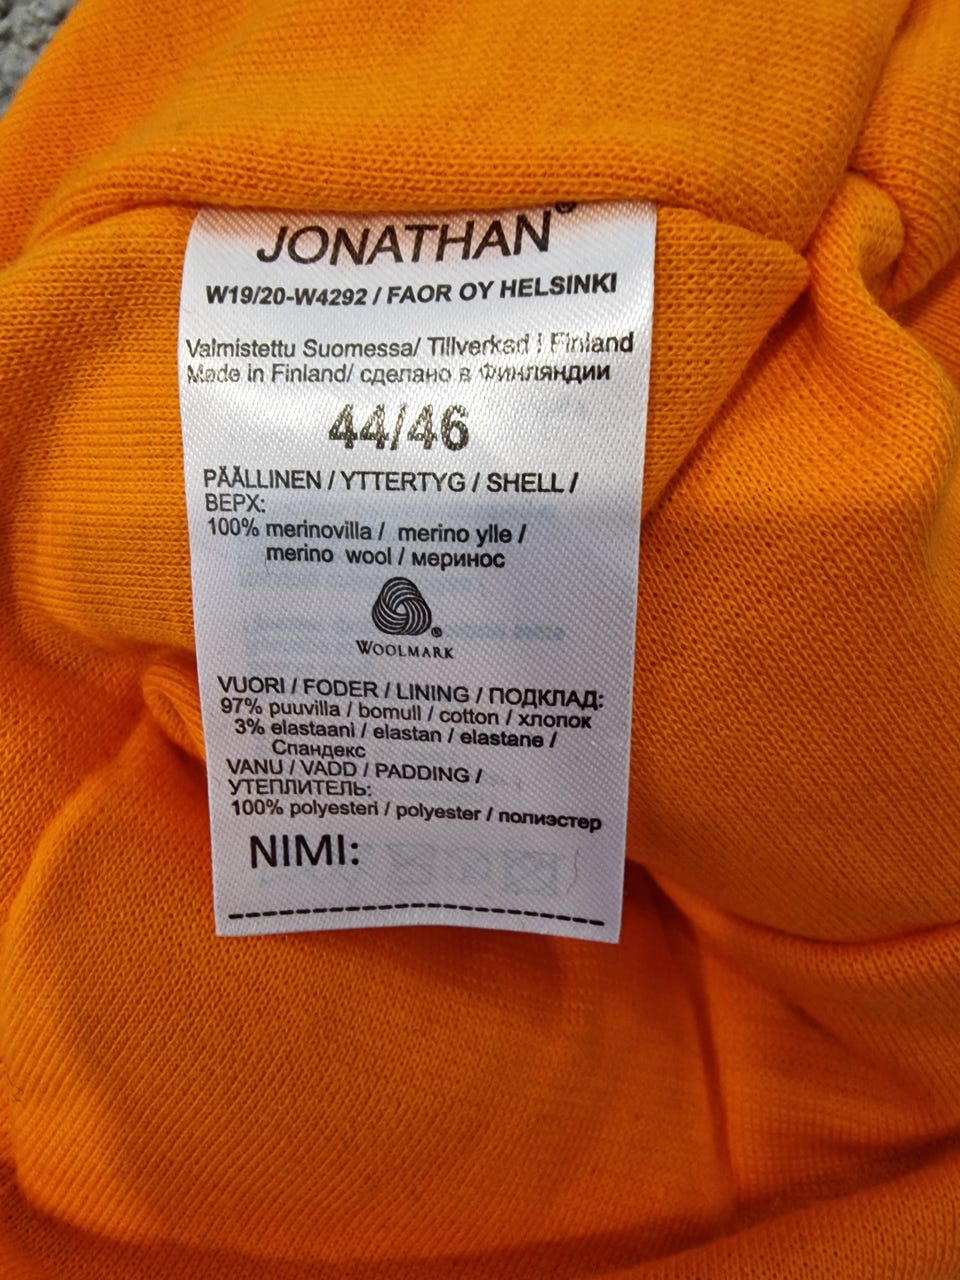 JONATHAN®
W19/20-W4292 / FAOR OY HELSINKI
Valmistettu Suomessa/ Tillverkad i Finland
Made in Finland/ сделано в Финляндии
44/46
PÄÄLLINEN / YTTERTYG / SHELL /
ВЕРХ:
100% merinovilla / merino ylle /
merino wool / меринос
®
WOOLMARK
VUORI / FODER / LINING / ПОДКЛАД:
97% puuvilla / bomull / cotton / хлопок
3% elastaani / elastan / elastane /
Спандекс
VANU / VADD / PADDING /
УТЕПЛИТЕЛЬ:
100% polyesteri / polyester / полиэстер
NIMI: